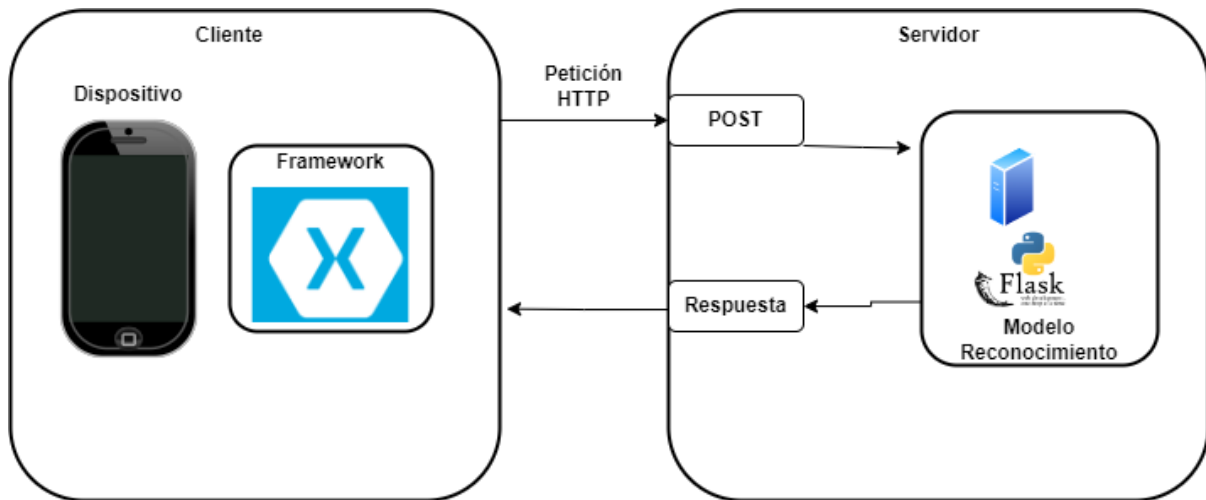 Cliente
Servidor
Dispositivo
Framework
Petición
HTTP
POST
Respuesta
Flask
Modelo
Reconocimiento